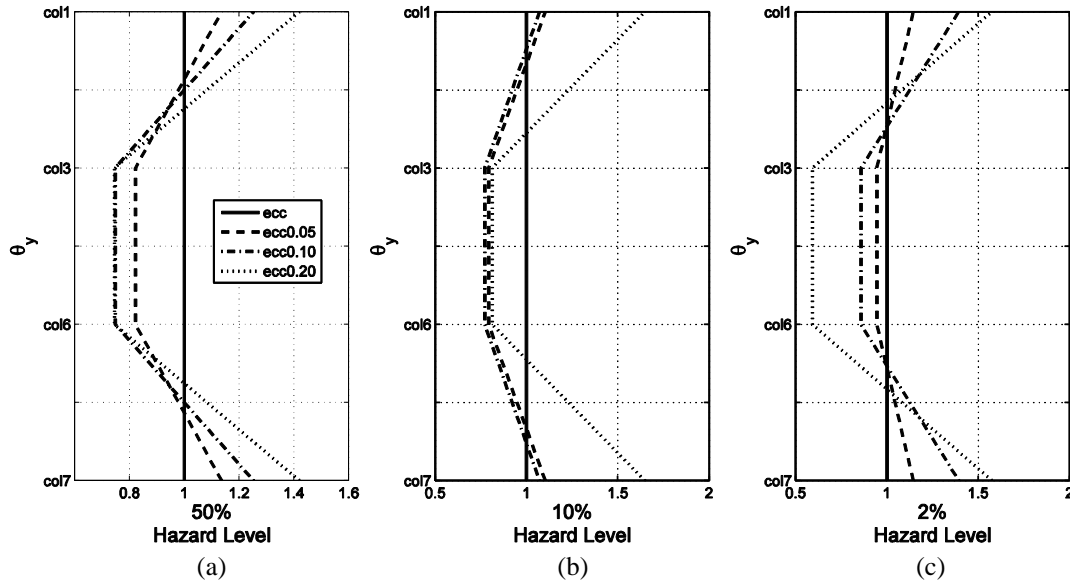 col1
col3
θy
col6
col7
0.8 1 1.2 1.4 1.6
50%
Hazard Level
(a)
ecc
ecc0.05
ecc0.10
ecc0.20
col1
col3
θy
col6
col7
0.5 1 1.5 2
10%
Hazard Level
(b)
col1
col3
θy
col6
col7
0.5 1 1.5 2
2%
Hazard Level
(c)